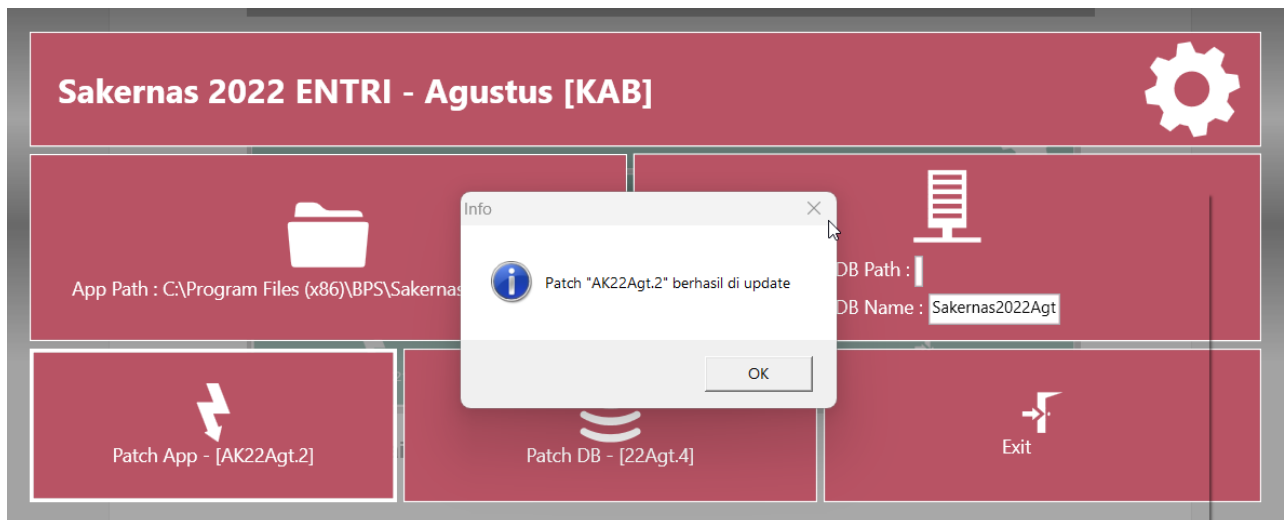 Sakernas 2022 ENTRI - Agustus [KAB]
Info
Patch "AK22Agt.2" berhasil di update
OK
App Path : C:\Program Files (x86)\BPS\Sakernas
DB Path :
DB Name : Sakernas2022Agt
Patch App - [AK22Agt.2]
Patch DB - [22Agt.4]
Exit